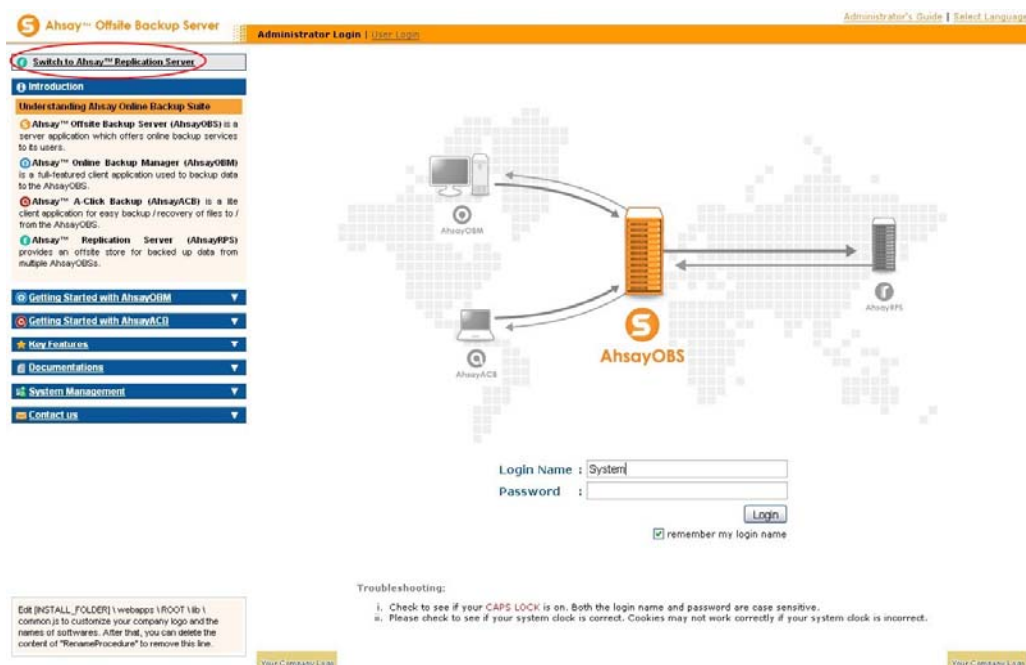 Ahsay™ Offsite Backup Server
Administrator's Guide | Select Language
Administrator Login | User Login
Switch to Ahsay™ Replication Server
Introduction
Understanding Ahsay Online Backup Suite
Ahsay™ Offsite Backup Server (AhsayOBS) is a
server application which offers online backup services
to its users.
Ahsay™ Online Backup Manager (AhsayOBM)
is a full-featured client application used to backup data
to the AhsayOBS.
Ahsay™ A-Click Backup (AhsayACB) is a lite
client application for easy backup / recovery of files to /
from the AhsayOBS.
Ahsay™ Replication Server (AhsayRPS)
provides an offsite store for backed up data from
multiple AhsayOBSs.
Getting Started with AhsayOBM
Getting Started with AhsayACB
Key Features
Documentations
System Management
Contact us
AhsayOBM
AhsayRPS
AhsayOBS
AhsayACB
Login Name : System
Password :
Login
remember my login name
Troubleshooting:
i. Check to see if your CAPS LOCK is on. Both the login name and password are case sensitive.
ii. Please check to see if your system clock is correct. Cookies may not work correctly if your system clock is incorrect.
Edit [INSTALL_FOLDER] \ webapps \ ROOT \ lib \
common.js to customize your company logo and the
names of softwares. After that, you can delete the
content of "RenameProcedure" to remove this line.
Your Company Logo
Your Company Logo